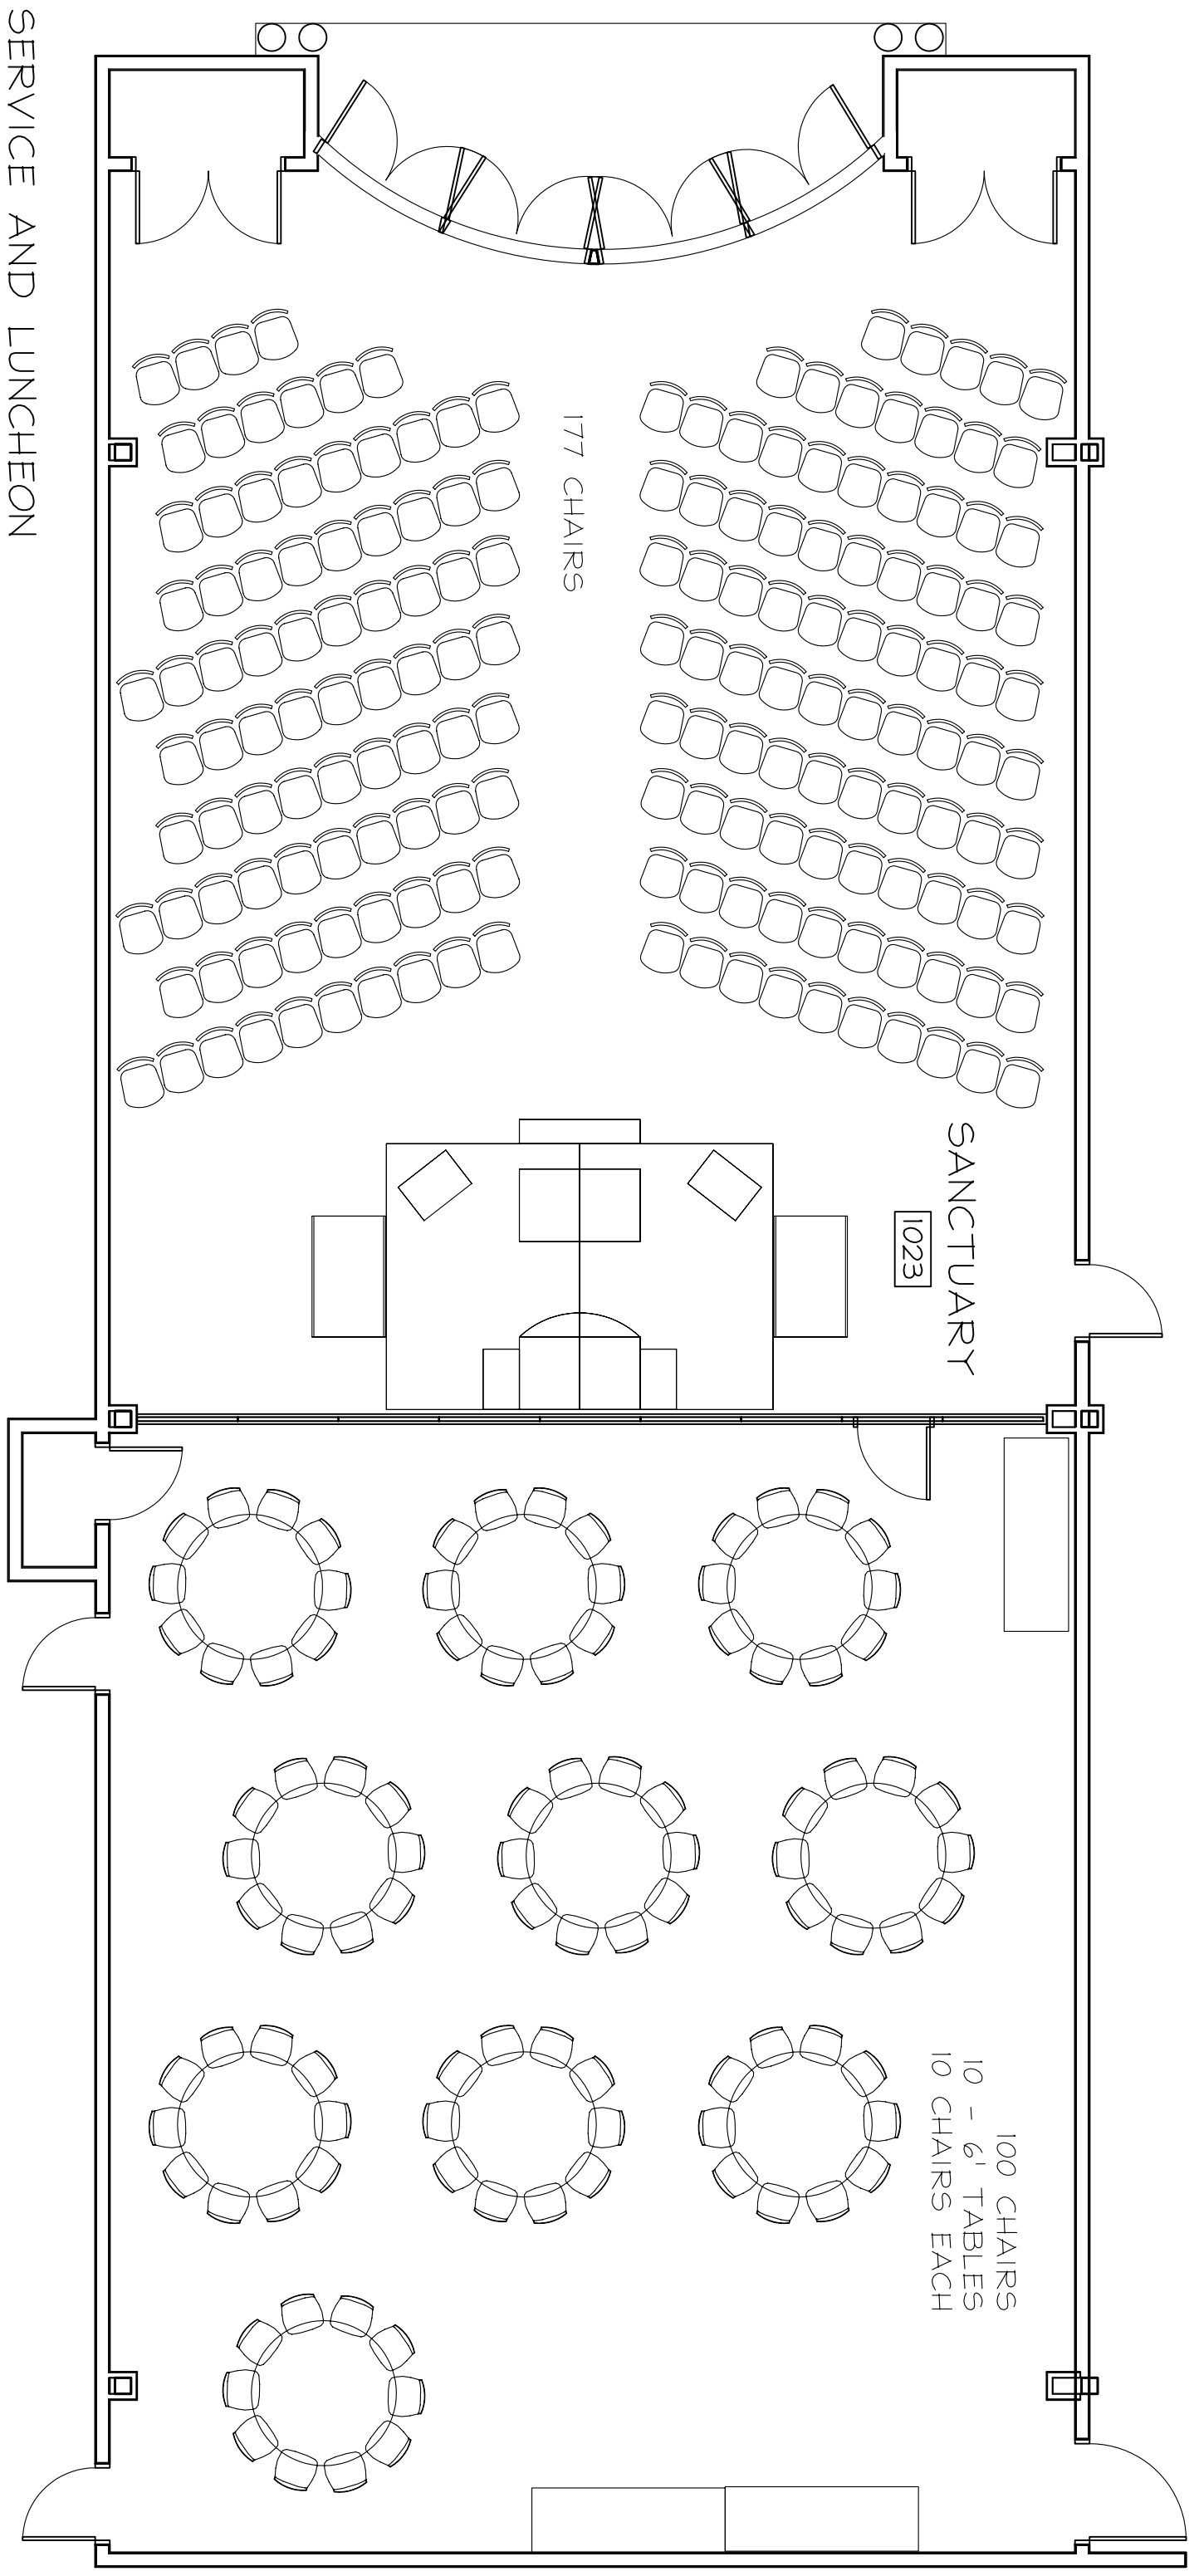 SERVICE AND LUNCHEON
177 CHAIRS
SANCTUARY
1023
100 CHAIRS
10 - 6' TABLES
10 CHAIRS EACH